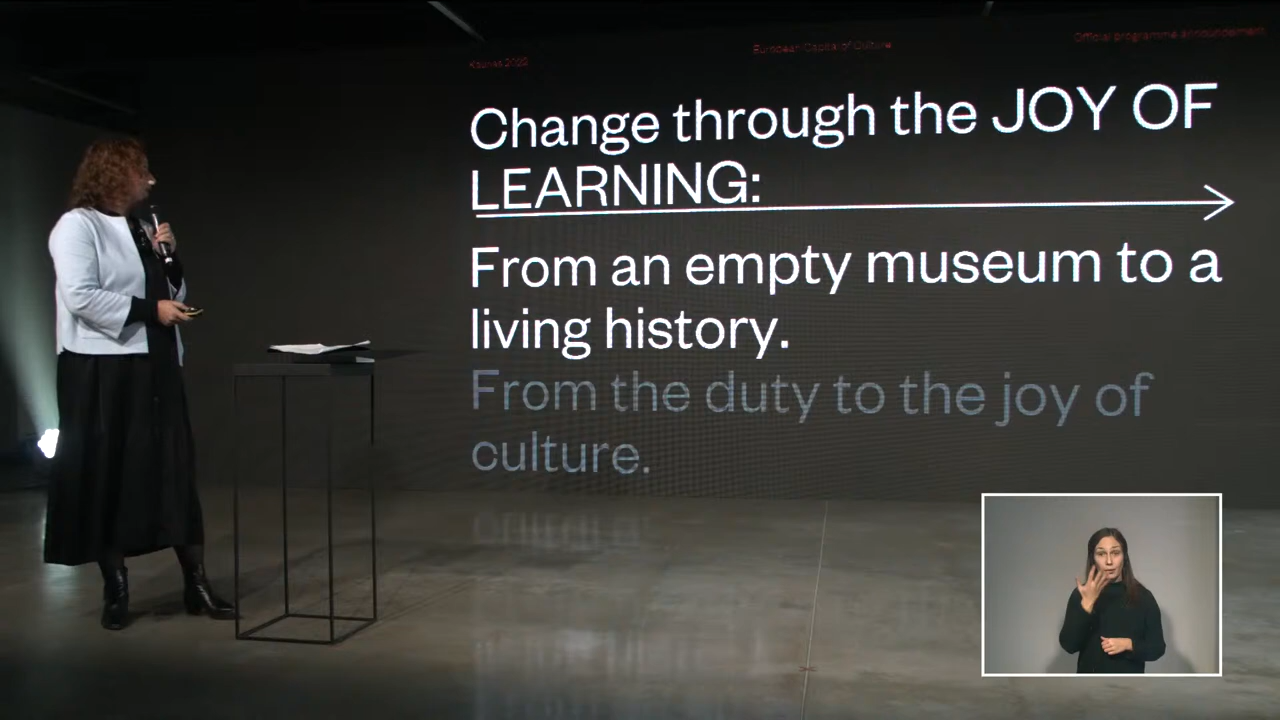 Kaunas 2022
European Capital of Culture
Official programme announcement
Change through the JOY OF
LEARNING:
From an empty museum to a
living history.
From the duty to the joy of
culture.